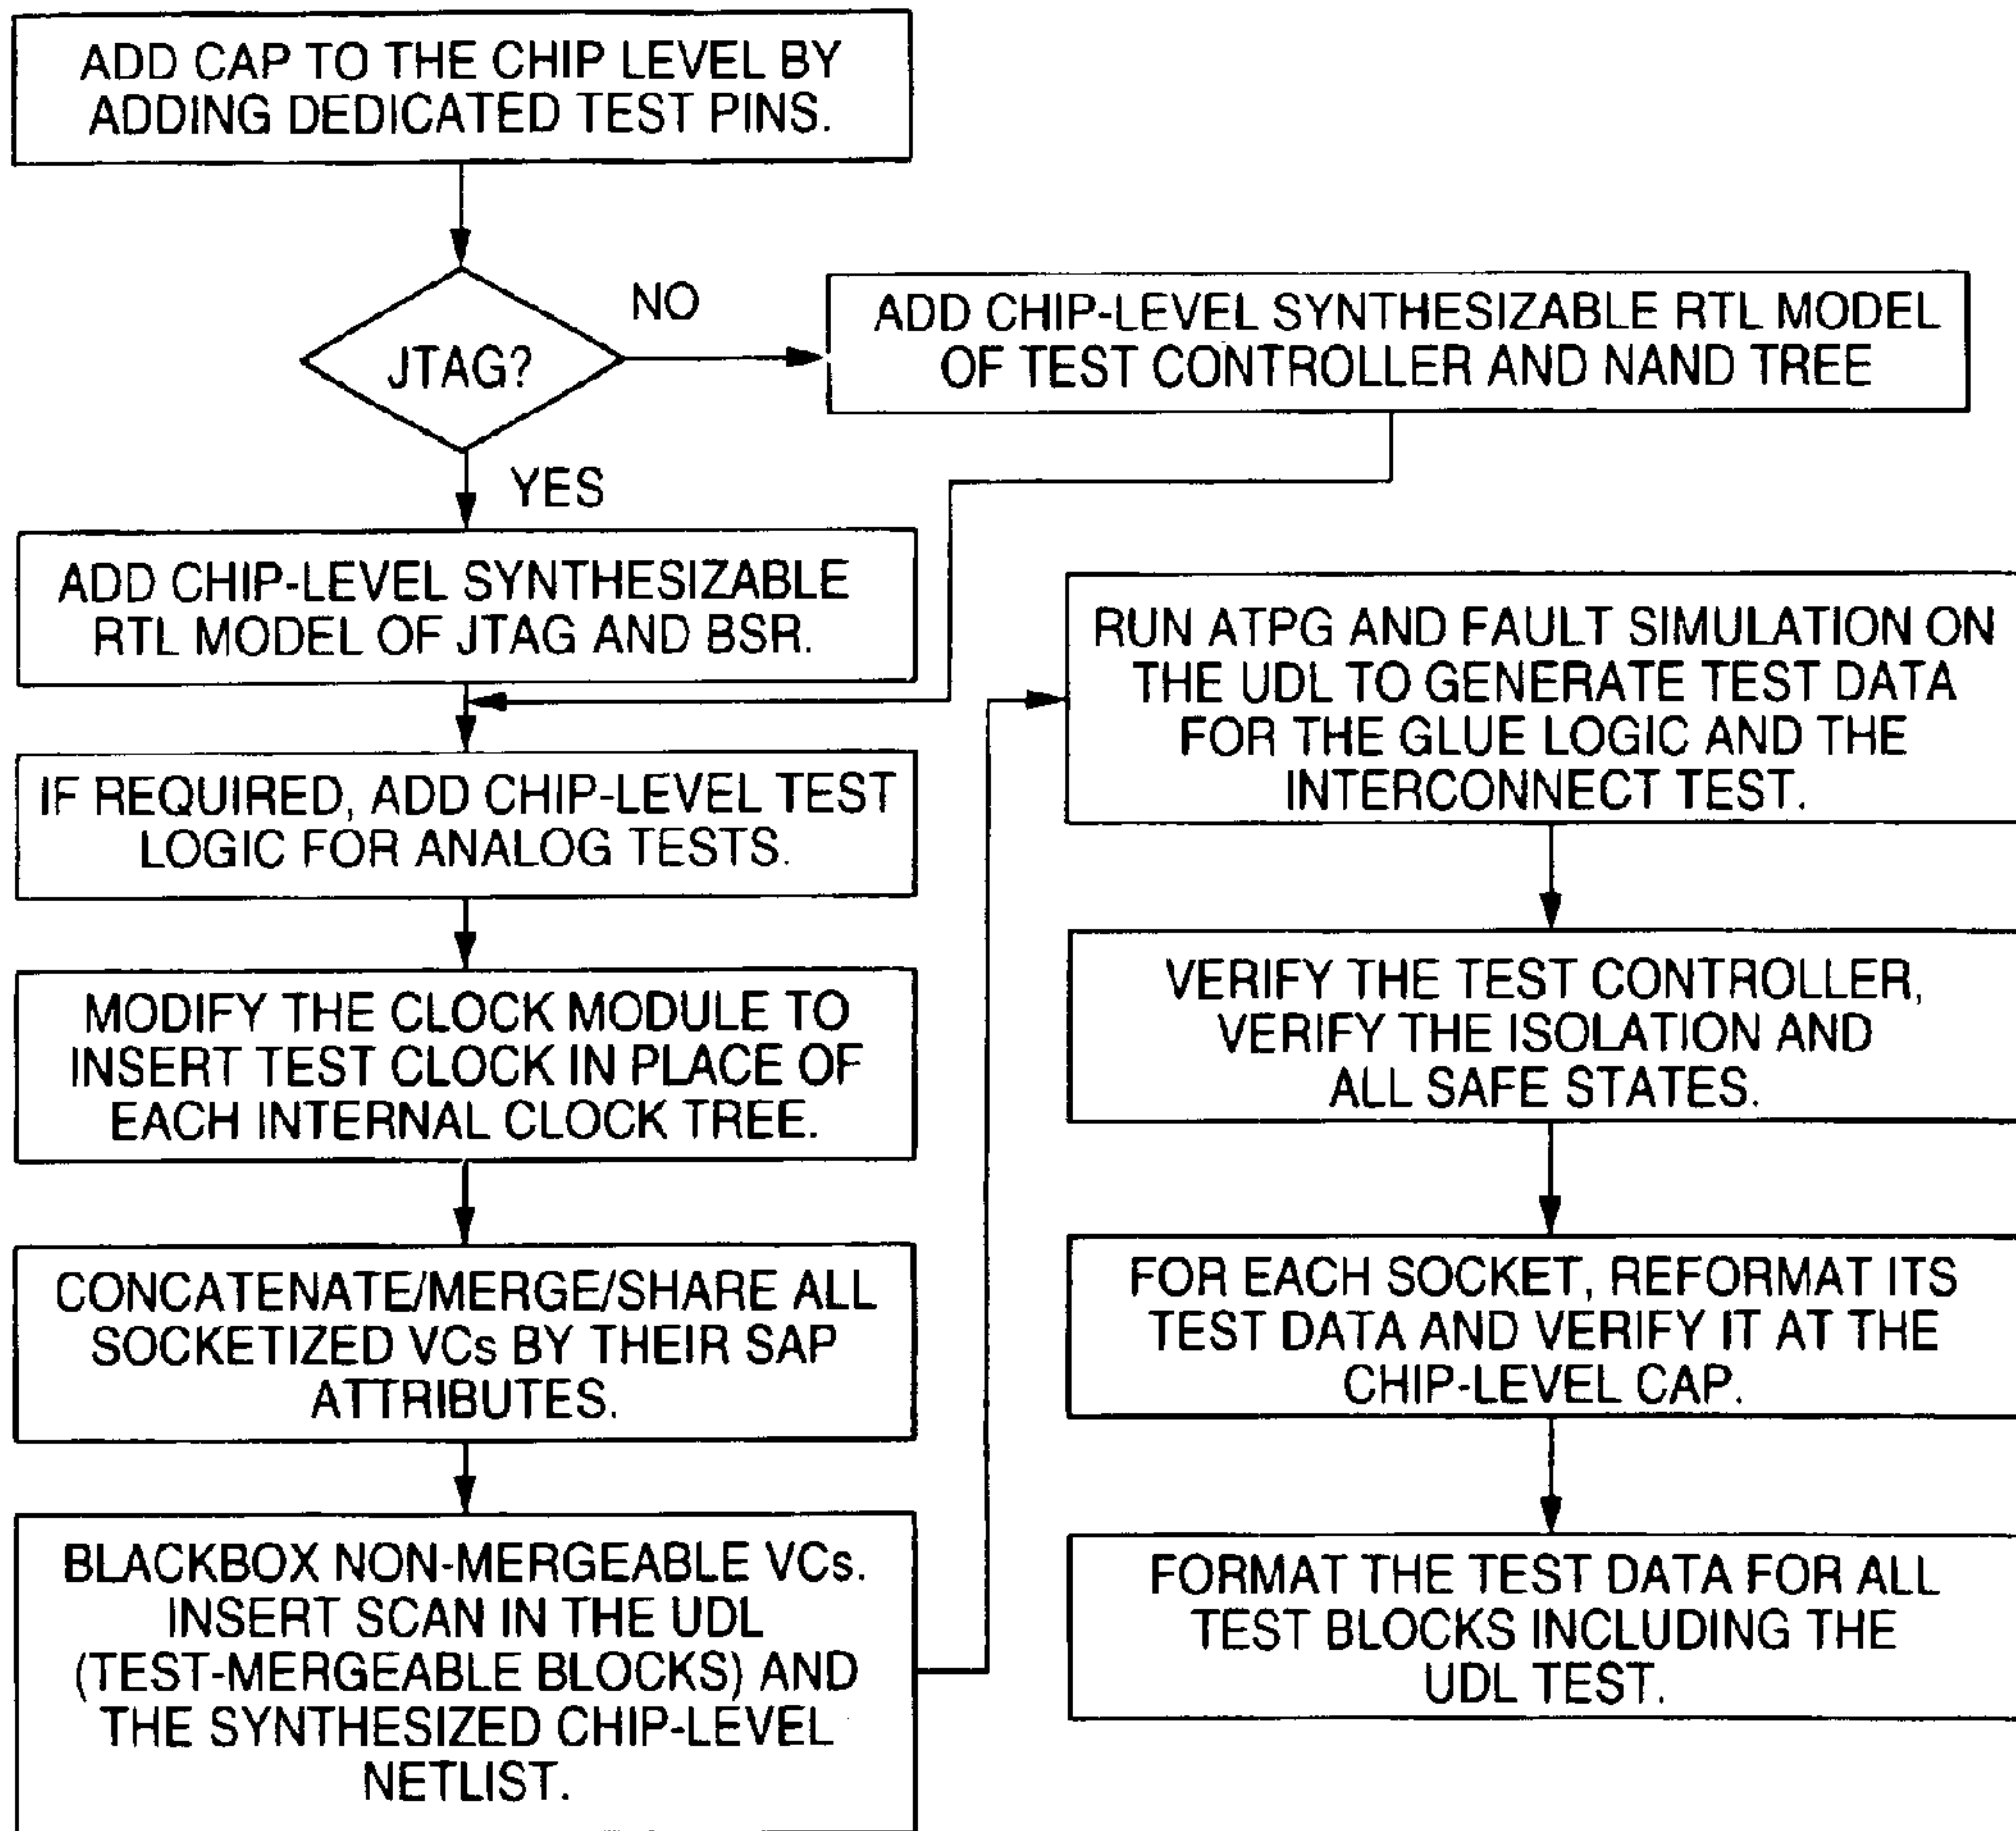 ADD CAP TO THE CHIP LEVEL BY
ADDING DEDICATED TEST PINS.
JTAG?
NO
ADD CHIP-LEVEL SYNTHESIZABLE RTL MODEL
OF TEST CONTROLLER AND NAND TREE
YES
ADD CHIP-LEVEL SYNTHESIZABLE
RTL MODEL OF JTAG AND BSR.
IF REQUIRED, ADD CHIP-LEVEL TEST
LOGIC FOR ANALOG TESTS.
MODIFY THE CLOCK MODULE TO
INSERT TEST CLOCK IN PLACE OF
EACH INTERNAL CLOCK TREE.
CONCATENATE/MERGE/SHARE ALL
SOCKETIZED VCs BY THEIR SAP
ATTRIBUTES.
BLACKBOX NON-MERGEABLE VCs.
INSERT SCAN IN THE UDL
(TEST-MERGEABLE BLOCKS) AND
THE SYNTHESIZED CHIP-LEVEL
NETLIST.
RUN ATPG AND FAULT SIMULATION ON
THE UDL TO GENERATE TEST DATA
FOR THE GLUE LOGIC AND THE
INTERCONNECT TEST.
VERIFY THE TEST CONTROLLER,
VERIFY THE ISOLATION AND
ALL SAFE STATES.
FOR EACH SOCKET, REFORMAT ITS
TEST DATA AND VERIFY IT AT THE
CHIP-LEVEL CAP.
FORMAT THE TEST DATA FOR ALL
TEST BLOCKS INCLUDING THE
UDL TEST.